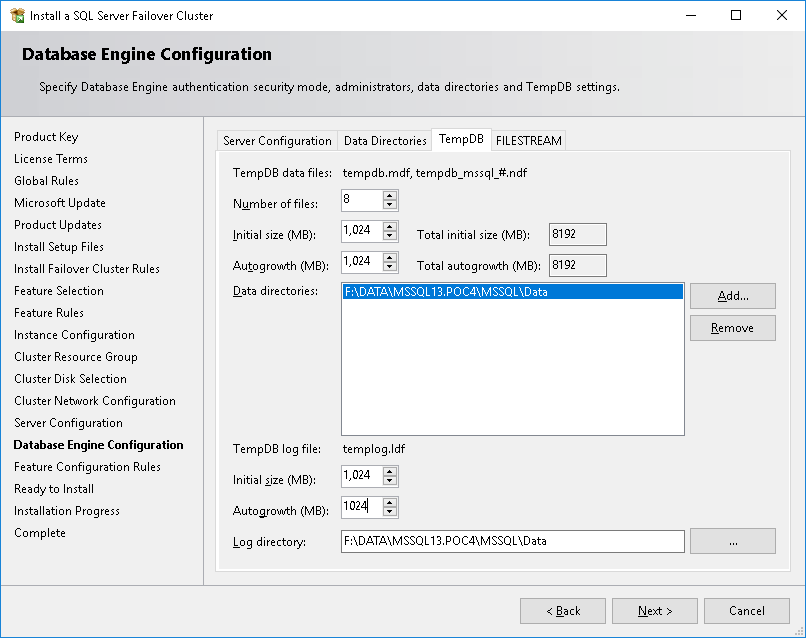 Install a SQL Server Failover Cluster
Database Engine Configuration
Specify Database Engine authentication security mode, administrators, data directories and TempDB settings.
Product Key
License Terms
Global Rules
Microsoft Update
Product Updates
Install Setup Files
Install Failover Cluster Rules
Feature Selection
Feature Rules
Instance Configuration
Cluster Resource Group
Cluster Disk Selection
Cluster Network Configuration
Server Configuration
Database Engine Configuration
Feature Configuration Rules
Ready to Install
Installation Progress
Complete
Server Configuration Data Directories TempDB FILESTREAM
TempDB data files: tempdb.mdf, tempdb_mssql_#.ndf
Number of files: 8
Initial size (MB): 1,024 Total initial size (MB): 8192
Autogrowth (MB): 1,024 Total autogrowth (MB): 8192
Data directories: F:\DATA\MSSQL13.POC4\MSSQL\Data Add...
Remove
TempDB log file: templog.ldf
Initial size (MB): 1,024
Autogrowth (MB): 1024
Log directory: F:\DATA\MSSQL13.POC4\MSSQL\Data ...
< Back Next > Cancel